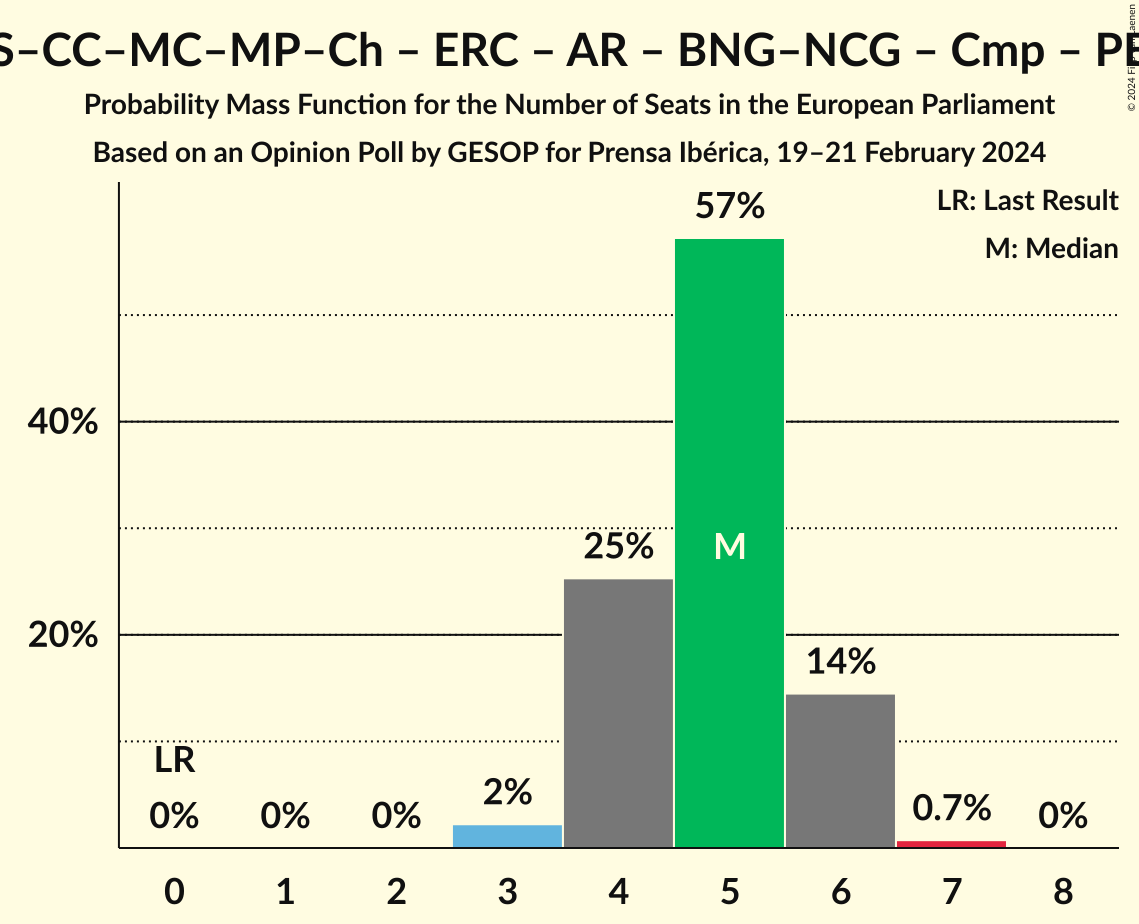 S–CC–MC–MP–Ch – ERC – AR – BNG–NCG – Cmp –
Probability Mass Function for the Number of Seats in the European Parliament
Based on an Opinion Poll by GESOP for Prensa Ibérica, 19–21 February 2024
© 2024
LR: Last Result
M: Median
57%
40%
25%
M
20%
14%
LR
0%
0%
0%
2%
0.7%
0%
0 1 2 3 4 5 6 7 8